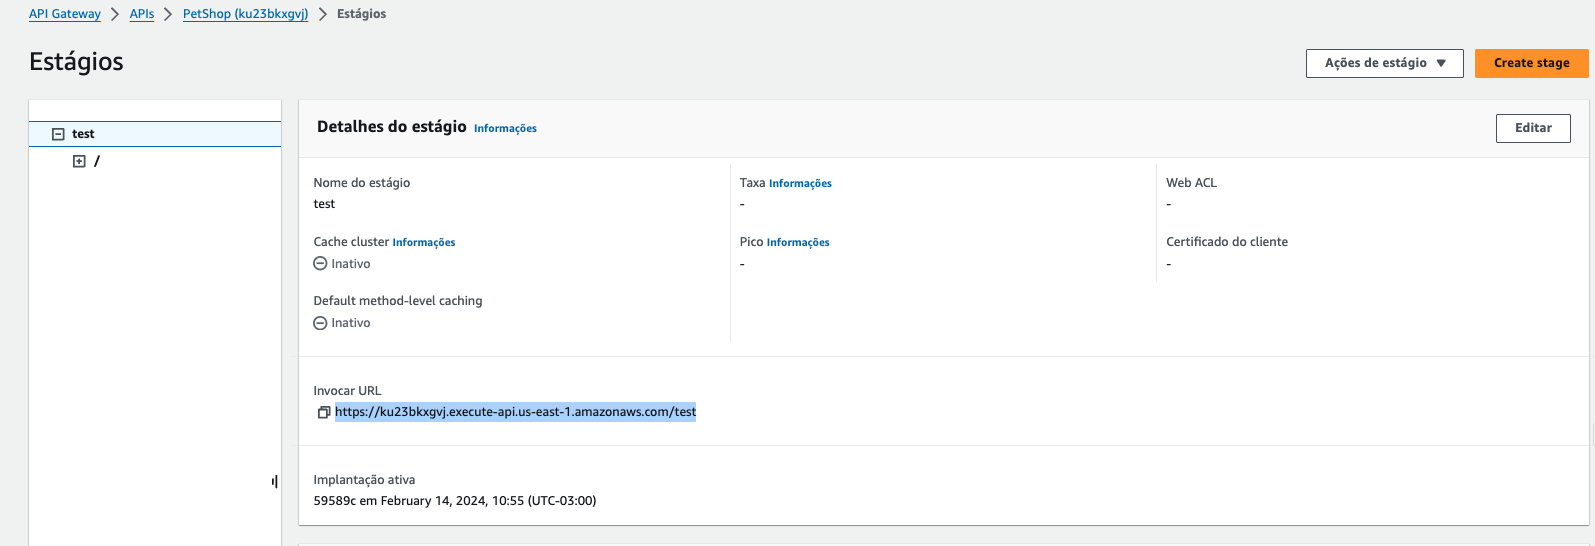 API Gateway > APIs > PetShop (ku23bkxgvj) > Estágios
Estágios
Ações de estágio
Create stage
test
/
Detalhes do estágio Informações
Editar
Nome do estágio
test
Taxa Informações
-
Web ACL
-
Cache cluster Informações
Inativo
Pico Informações
-
Certificado do cliente
-
Default method-level caching
Inativo
Invocar URL
https://ku23bkxgvj.execute-api.us-east-1.amazonaws.com/test
Implantação ativa
59589c em February 14, 2024, 10:55 (UTC-03:00)